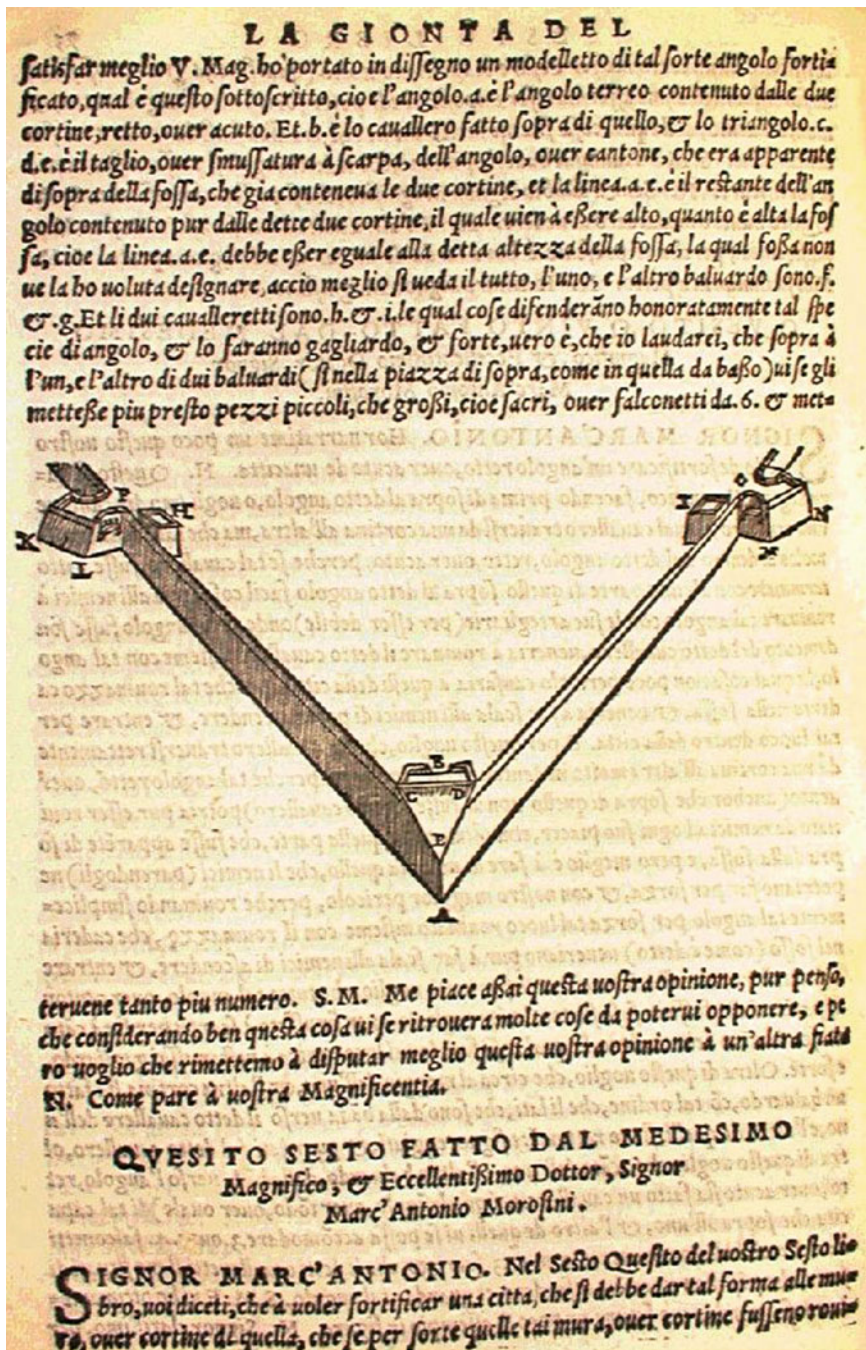 LA GIONTA DEL
ſatisfar meglio V. Mag. ho portato in diſſegno un modelletto di tal ſorte angolo fortia
ficato, qual è queſto ſottoſcritto, cioe l'angolo.a.è l'angolo terreo contenuto dalle due
cortine, retto, ouer acuto. Et.b.è lo cauallero fatto ſopra di quello, & lo triangolo.c.
d.e.è il taglio, ouer ſmuſſatura à ſcarpa, dell'angolo, ouer cantone, che era apparente
di ſopra della foſſa, che gia conteneua le due cortine, et la linea.a.e.è il reſtante dell'an
golo contenuto pur dalle dette due cortine, il quale uien à eßere alto, quanto è alta la foſ
ſa, cioe la linea.a.e. debbe eßer eguale alla detta altezza della foſſa, la qual foßa non
ue la ho uoluta deſignare, accio meglio ſi ueda il tutto, l'uno, e l'altro baluardo ſono.f.
&.g. Et li dui cauallerettiſono.h.&.i.le qual coſe difenderāno honoratamente tal ſpe
cie di angolo, & lo faranno gagliardo, & forte, uero è, che io laudarei, che ſopra à
l'un, e l'altro di dui baluardi (ſi nella piazza di ſopra, come in quella da baßo) ui ſe gli
metteße piu preſto pezzi piccoli, che großi, cioe ſacri, ouer falconetti da.6. & met=
P H I O
K L N M
B
C D
E
A
teruene tanto piu numero. S.M. Me piace aßai queſta uoſtra opinione, pur penſo,
che conſiderando ben queſta coſa ui ſe ritrouera molte coſe da poterui opponere, e pe
ro uoglio che rimettemo à diſputar meglio queſta uoſtra opinione à un'altra fiata
N. Come pare à uoſtra Magnificentia.
QVESITO SESTO FATTO DAL MEDESIMO
Magnifico, & Eccellentißimo Dottor, Signor
Marc'Antonio Moroſini.
SIGNOR MARC'ANTONIO. Nel Seſto Queſito del uoſtro Seſto li=
bro, uoi diceti, che à uoler fortificar una citta, che ſi debbe dar tal forma alle mu=
ra, ouer cortine di quella, che ſe per ſorte quelle tai mura, ouer cortine fuſſeno roui=